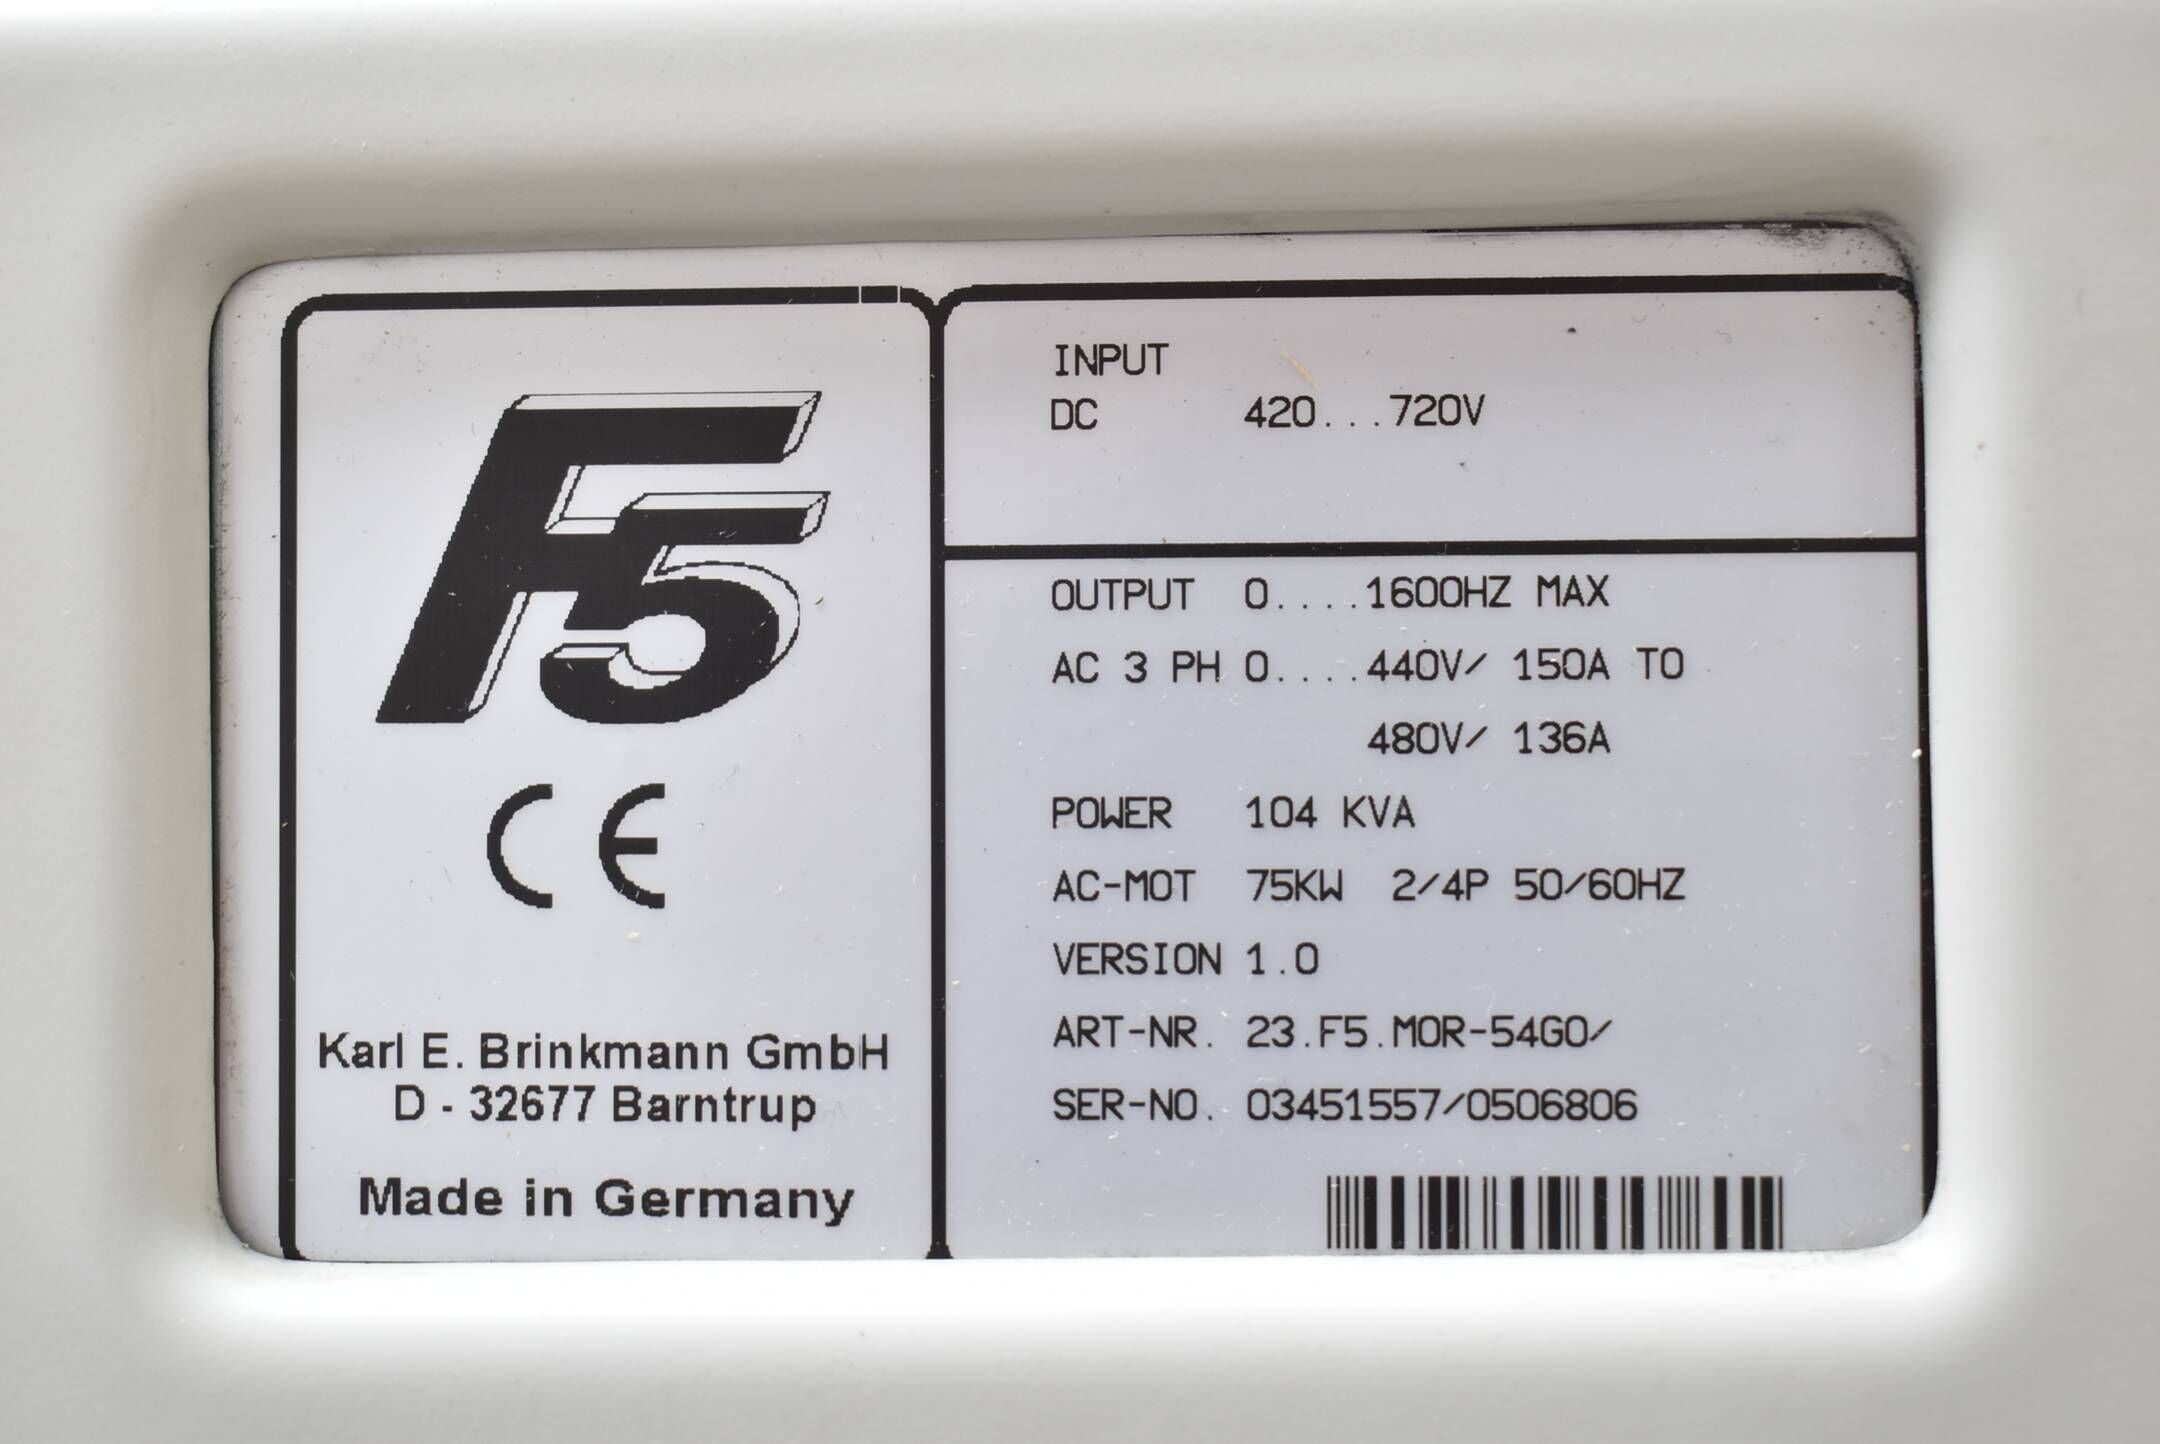 F5
CE
Karl E. Brinkmann GmbH
D - 32677 Barntrup
Made in Germany
INPUT
DC 420...720V
OUTPUT 0....1600HZ MAX
AC 3 PH 0....440V/ 150A TO
480V/ 136A
POWER 104 KVA
AC-MOT 75KW 2/4P 50/60HZ
VERSION 1.0
ART-NR. 23.F5.M0R-54G0/
SER-NO. 03451557/0506806